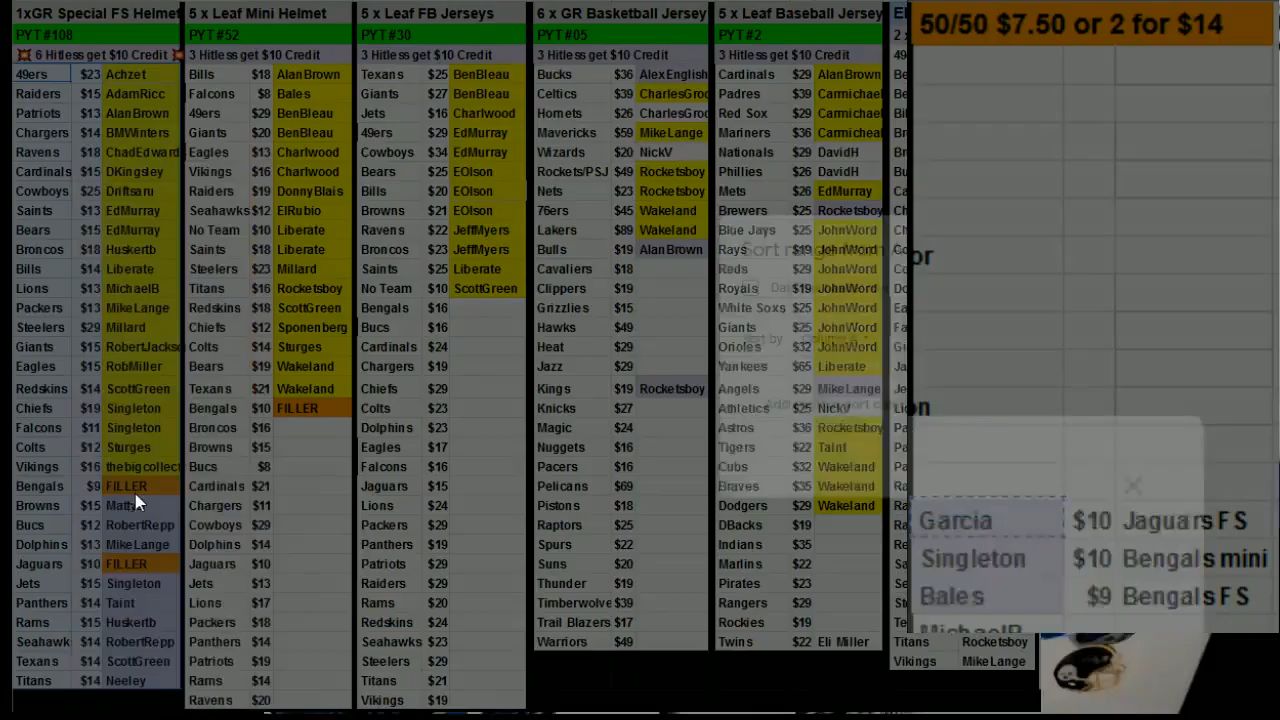 1xGR Special FS Helmet
PYT #108
💥 6 Hitless get $10 Credit 💥
49ers $23 Achzet
Raiders $15 AdamRicc
Patriots $13 AlanBrown
Chargers $14 BMWinters
Ravens $18 ChadEdward
Cardinals $15 DKingsley
Cowboys $25 Driftsaru
Saints $13 EdMurray
Bears $15 EdMurray
Broncos $18 Huskertb
Bills $14 Liberate
Lions $13 MichaelB
Packers $13 MikeLange
Steelers $29 Millard
Giants $15 RobertJackso
Eagles $15 RobMiller
Redskins $14 ScottGreen
Chiefs $19 Singleton
Falcons $11 Singleton
Colts $12 Sturges
Vikings $16 thebigcollect
Bengals $9 FILLER
Browns $15 Matt
Bucs $12 RobertRepp
Dolphins $13 MikeLange
Jaguars $10 FILLER
Jets $15 Singleton
Panthers $14 Taint
Rams $15 Huskertb
Seahawk $14 RobertRepp
Texans $14 ScottGreen
Titans $14 Neeley
5 x Leaf Mini Helmet
PYT #52
3 Hitless get $10 Credit
Bills $18 AlanBrown
Falcons $8 Bales
49ers $29 BenBleau
Giants $20 BenBleau
Eagles $13 Charlwood
Vikings $16 Charlwood
Raiders $19 DonnyBlais
Seahawks $12 ElRubio
No Team $10 Liberate
Saints $18 Liberate
Steelers $23 Millard
Titans $16 Rocketsboy
Redskins $18 ScottGreen
Chiefs $12 Sponenberg
Colts $14 Sturges
Bears $19 Wakeland
Texans $21 Wakeland
Bengals $10 FILLER
Broncos $16
Browns $15
Bucs $8
Cardinals $21
Chargers $11
Cowboys $29
Dolphins $14
Jaguars $10
Jets $13
Lions $17
Packers $18
Panthers $14
Patriots $19
Rams $14
Ravens $20
5 x Leaf FB Jerseys
PYT #30
3 Hitless get $10 Credit
Texans $25 BenBleau
Giants $27 BenBleau
Jets $16 Charlwood
49ers $29 EdMurray
Cowboys $34 EdMurray
Bears $25 EOlson
Bills $20 EOlson
Browns $21 EOlson
Ravens $22 JeffMyers
Broncos $23 JeffMyers
Saints $25 Liberate
No Team $10 ScottGreen
Bengals $16
Bucs $16
Cardinals $24
Chargers $19
Chiefs $29
Colts $23
Dolphins $23
Eagles $17
Falcons $16
Jaguars $15
Lions $24
Packers $29
Panthers $19
Patriots $29
Raiders $29
Rams $20
Redskins $24
Seahawks $23
Steelers $29
Titans $21
Vikings $19
6 x GR Basketball Jersey
PYT #05
3 Hitless get $10 Credit
Bucks $36 AlexEnglish
Celtics $39 CharlesGroo
Hornets $26 CharlesGroo
Mavericks $59 MikeLange
Wizards $20 NickV
Rockets/PSJ $49 Rocketsboy
Nets $23 Rocketsboy
76ers $45 Wakeland
Lakers $89 Wakeland
Bulls $19 AlanBrown
Cavaliers $18
Clippers $19
Grizzlies $15
Hawks $49
Heat $29
Jazz $29
Kings $19 Rocketsboy
Knicks $27
Magic $24
Nuggets $16
Pacers $16
Pelicans $69
Pistons $18
Raptors $25
Spurs $22
Suns $20
Thunder $19
Timberwolve $39
Trail Blazers $17
Warriors $49
5 x Leaf Baseball Jersey
PYT #2
3 Hitless get $10 Credit
Cardinals $29 AlanBrown
Padres $39 Carmichael
Red Sox $29 Carmichael
Mariners $36 Carmicheal
Nationals $29 DavidH
Phillies $26 DavidH
Mets $26 EdMurray
Brewers $25 Rocketsboy
Blue Jays $25 JohnWord
Rays $19 JohnWord
Reds $29 JohnWord
Royals $19 JohnWord
White Soxs $25 JohnWord
Giants $25 JohnWord
Orioles $32 JohnWord
Yankees $65 Liberate
Angels $29 MikeLange
Athletics $25 NickV
Astros $36 Rocketsboy
Tigers $22 Taint
Cubs $32 Wakeland
Braves $35 Wakeland
Dodgers $29 Wakeland
DBacks $19
Indians $35
Marlins $22
Pirates $23
Rangers $29
Rockies $19
Twins $22 Eli Miller
Titans Rocketsboy
Vikings MikeLange
50/50 $7.50 or 2 for $14
Garcia $10 Jaguars FS
Singleton $10 Bengals mini
Bales $9 Bengals FS
MichaelB